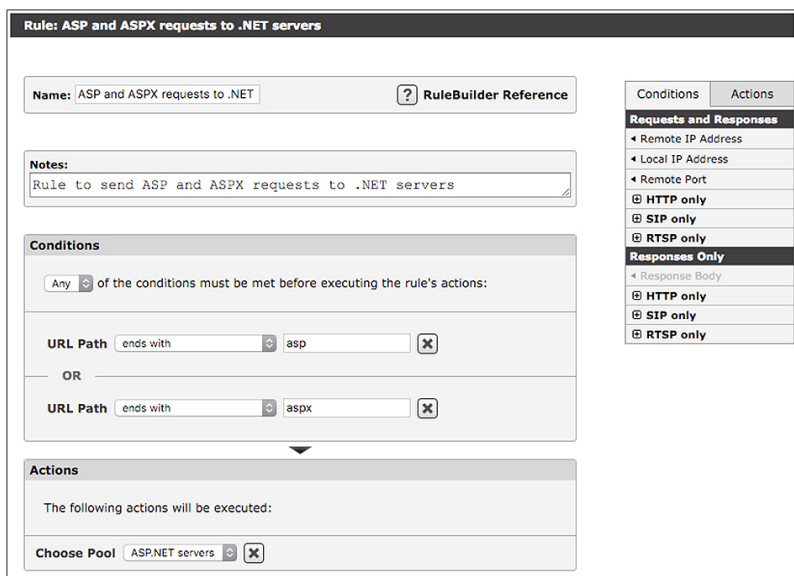 Rule: ASP and ASPX requests to .NET servers
Name: ASP and ASPX requests to .NET
? RuleBuilder Reference
Notes:
Rule to send ASP and ASPX requests to .NET servers
Conditions
Any of the conditions must be met before executing the rule's actions:
URL Path ends with asp
OR
URL Path ends with aspx
Actions
The following actions will be executed:
Choose Pool ASP.NET servers
Conditions Actions
Requests and Responses
Remote IP Address
Local IP Address
Remote Port
HTTP only
SIP only
RTSP only
Responses Only
Response Body
HTTP only
SIP only
RTSP only